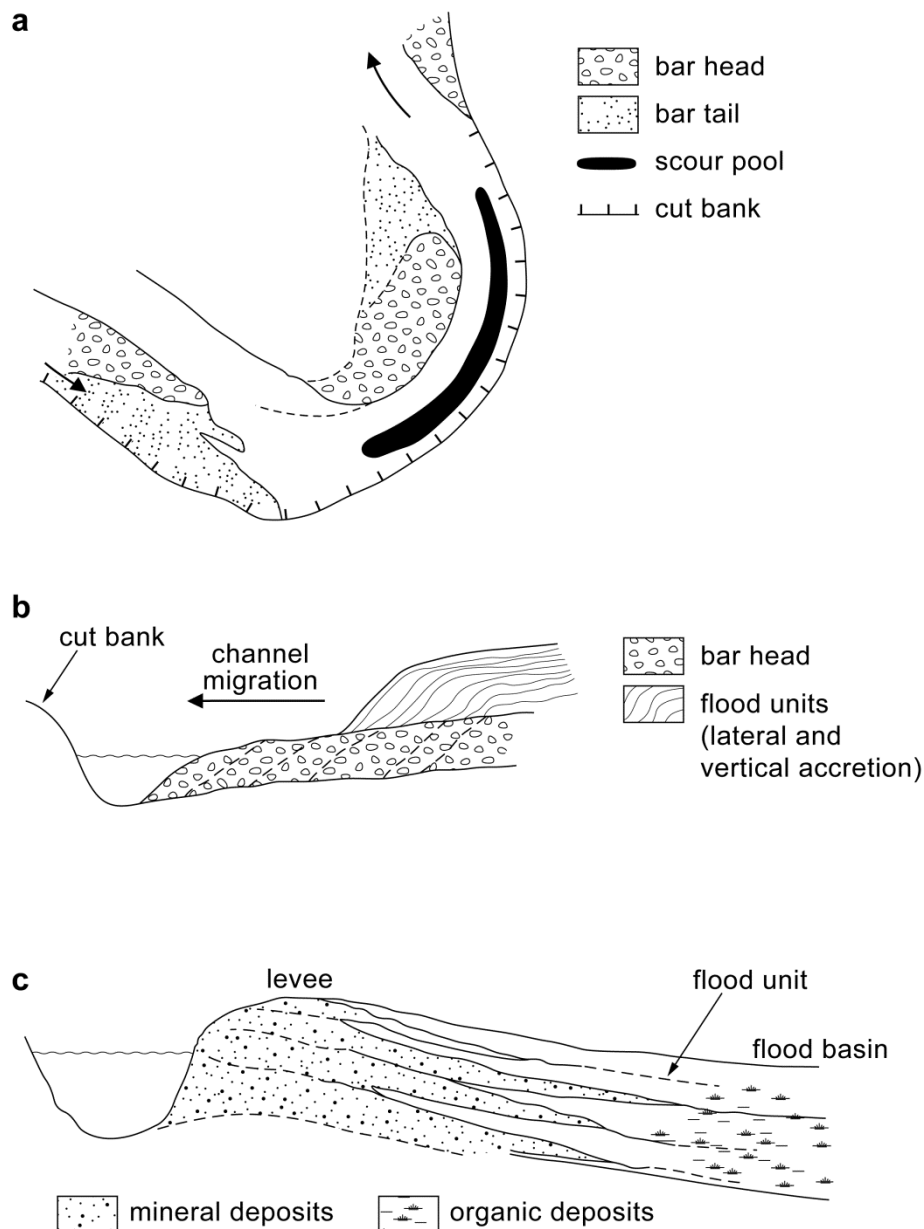 a
bar head
bar tail
scour pool
cut bank
b
cut bank
channel
migration
bar head
flood units
(lateral and
vertical accretion)
c
levee
flood unit
flood basin
mineral deposits
organic deposits